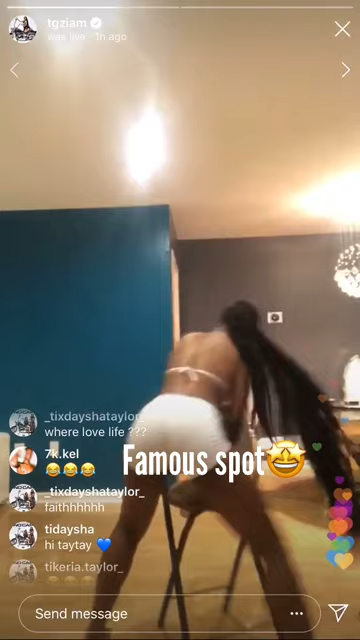 tgziam
was live · 1h ago
_tixdayshataylor_
where love life ???
7k.kel
😂😂😂
Famous spot🤩
_tixdayshataylor_
faithhhhhh
tidaysha
hi taytay 💙
tikeria.taylor_
😂😂😂
Send message